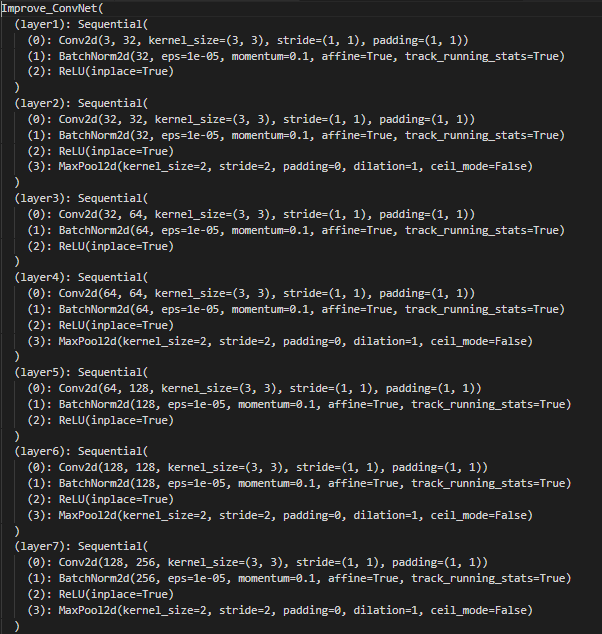 Improve_ConvNet(
  (layer1): Sequential(
    (0): Conv2d(3, 32, kernel_size=(3, 3), stride=(1, 1), padding=(1, 1))
    (1): BatchNorm2d(32, eps=1e-05, momentum=0.1, affine=True, track_running_stats=True)
    (2): ReLU(inplace=True)
  )
  (layer2): Sequential(
    (0): Conv2d(32, 32, kernel_size=(3, 3), stride=(1, 1), padding=(1, 1))
    (1): BatchNorm2d(32, eps=1e-05, momentum=0.1, affine=True, track_running_stats=True)
    (2): ReLU(inplace=True)
    (3): MaxPool2d(kernel_size=2, stride=2, padding=0, dilation=1, ceil_mode=False)
  )
  (layer3): Sequential(
    (0): Conv2d(32, 64, kernel_size=(3, 3), stride=(1, 1), padding=(1, 1))
    (1): BatchNorm2d(64, eps=1e-05, momentum=0.1, affine=True, track_running_stats=True)
    (2): ReLU(inplace=True)
  )
  (layer4): Sequential(
    (0): Conv2d(64, 64, kernel_size=(3, 3), stride=(1, 1), padding=(1, 1))
    (1): BatchNorm2d(64, eps=1e-05, momentum=0.1, affine=True, track_running_stats=True)
    (2): ReLU(inplace=True)
    (3): MaxPool2d(kernel_size=2, stride=2, padding=0, dilation=1, ceil_mode=False)
  )
  (layer5): Sequential(
    (0): Conv2d(64, 128, kernel_size=(3, 3), stride=(1, 1), padding=(1, 1))
    (1): BatchNorm2d(128, eps=1e-05, momentum=0.1, affine=True, track_running_stats=True)
    (2): ReLU(inplace=True)
  )
  (layer6): Sequential(
    (0): Conv2d(128, 128, kernel_size=(3, 3), stride=(1, 1), padding=(1, 1))
    (1): BatchNorm2d(128, eps=1e-05, momentum=0.1, affine=True, track_running_stats=True)
    (2): ReLU(inplace=True)
    (3): MaxPool2d(kernel_size=2, stride=2, padding=0, dilation=1, ceil_mode=False)
  )
  (layer7): Sequential(
    (0): Conv2d(128, 256, kernel_size=(3, 3), stride=(1, 1), padding=(1, 1))
    (1): BatchNorm2d(256, eps=1e-05, momentum=0.1, affine=True, track_running_stats=True)
    (2): ReLU(inplace=True)
    (3): MaxPool2d(kernel_size=2, stride=2, padding=0, dilation=1, ceil_mode=False)
  )